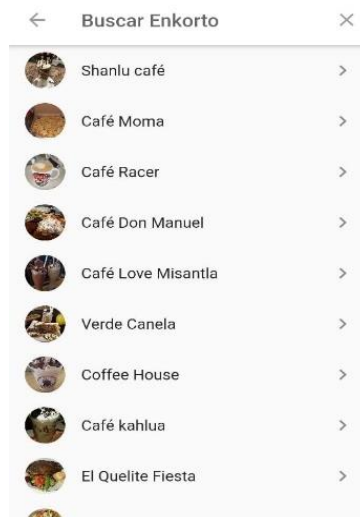 Buscar Enkorto
Shanlu café
Café Moma
Café Racer
Café Don Manuel
Café Love Misantla
Verde Canela
Coffee House
Café kahlua
El Quelite Fiesta